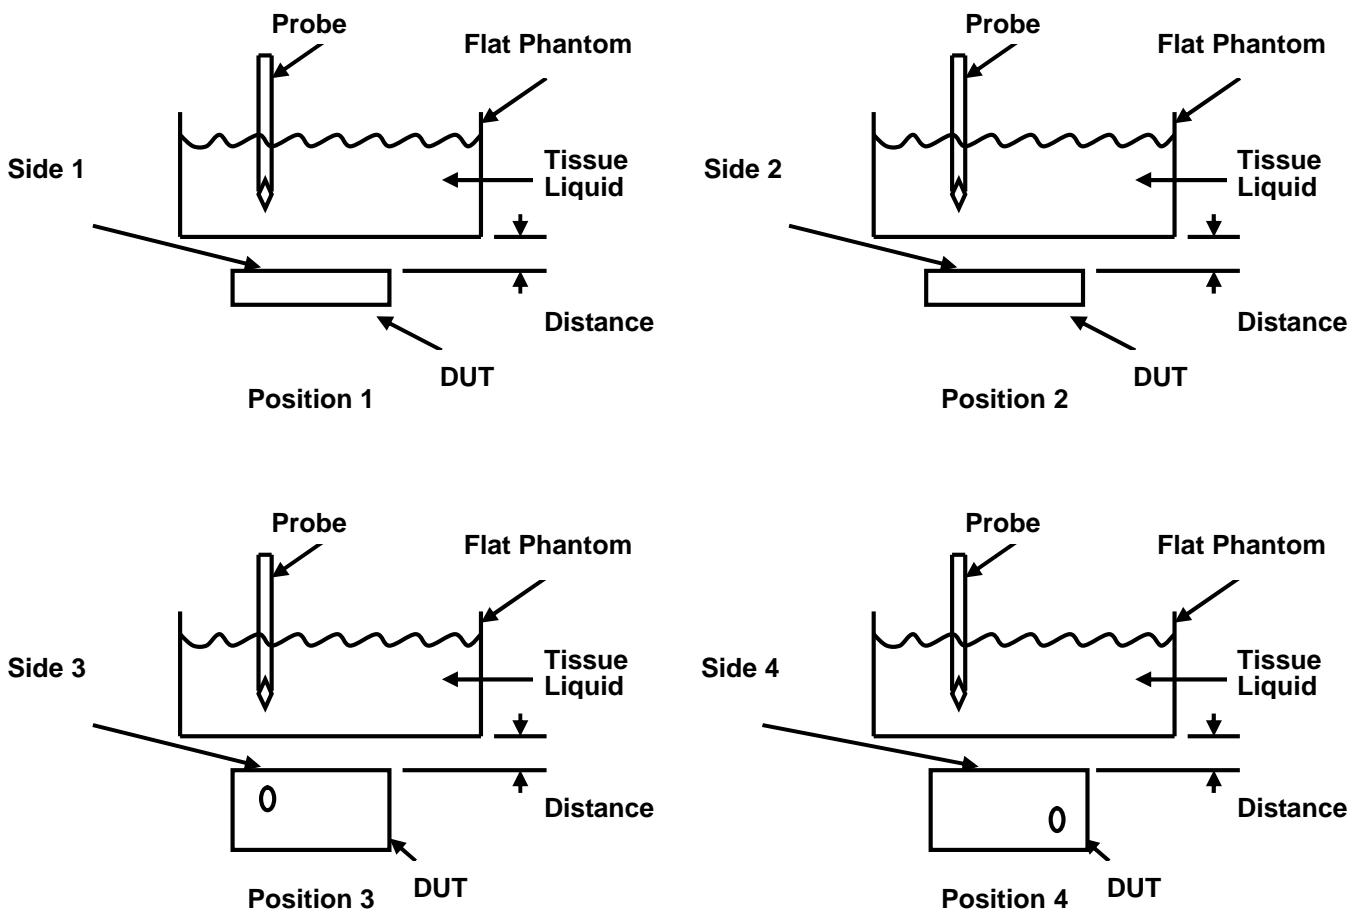 Probe
Flat Phantom
Side 1
Tissue
Liquid
Distance
DUT
Position 1
Probe
Flat Phantom
Side 2
Tissue
Liquid
Distance
DUT
Position 2
Probe
Flat Phantom
Side 3
Tissue
Liquid
Distance
DUT
Position 3
Probe
Flat Phantom
Side 4
Tissue
Liquid
Distance
DUT
Position 4